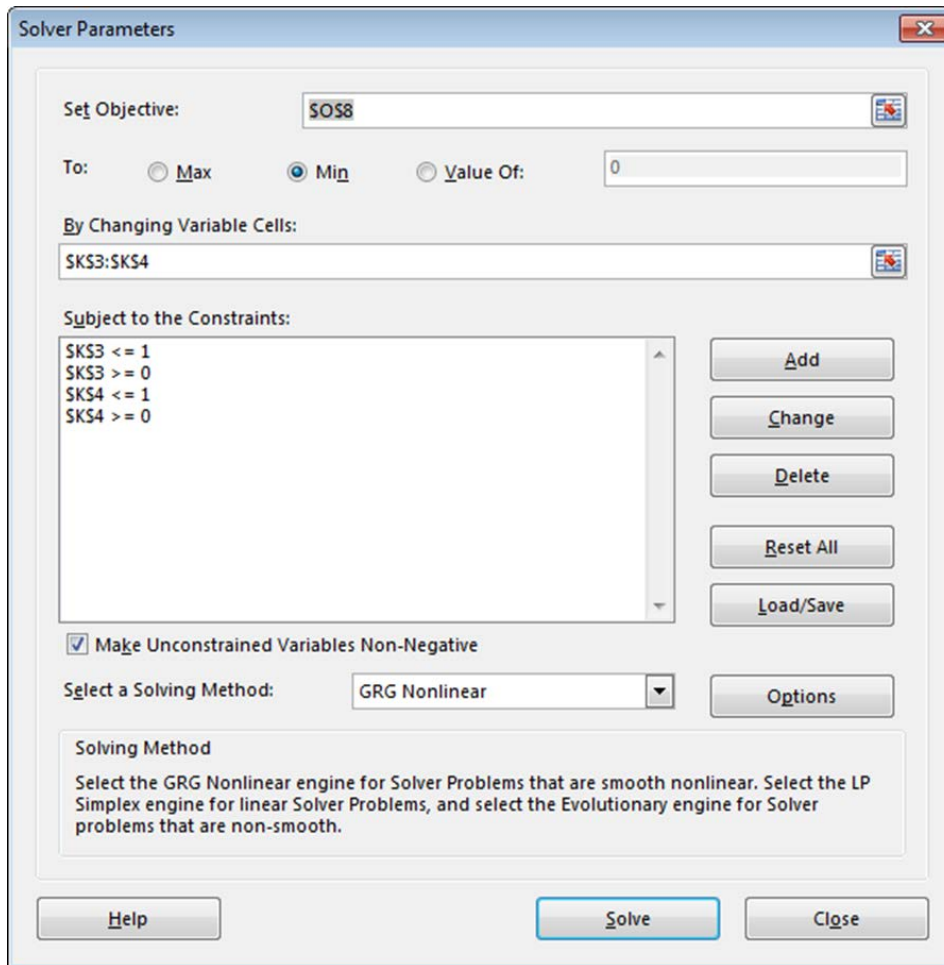 Solver Parameters
Set Objective:
$O$8
To:
Max
Min
Value Of:
0
By Changing Variable Cells:
$K$3:$K$4
Subject to the Constraints:
$K$3 <= 1
$K$3 >= 0
$K$4 <= 1
$K$4 >= 0
Add
Change
Delete
Reset All
Load/Save
Make Unconstrained Variables Non-Negative
Select a Solving Method:
GRG Nonlinear
Options
Solving Method
Select the GRG Nonlinear engine for Solver Problems that are smooth nonlinear. Select the LP
Simplex engine for linear Solver Problems, and select the Evolutionary engine for Solver
problems that are non-smooth.
Help
Solve
Close